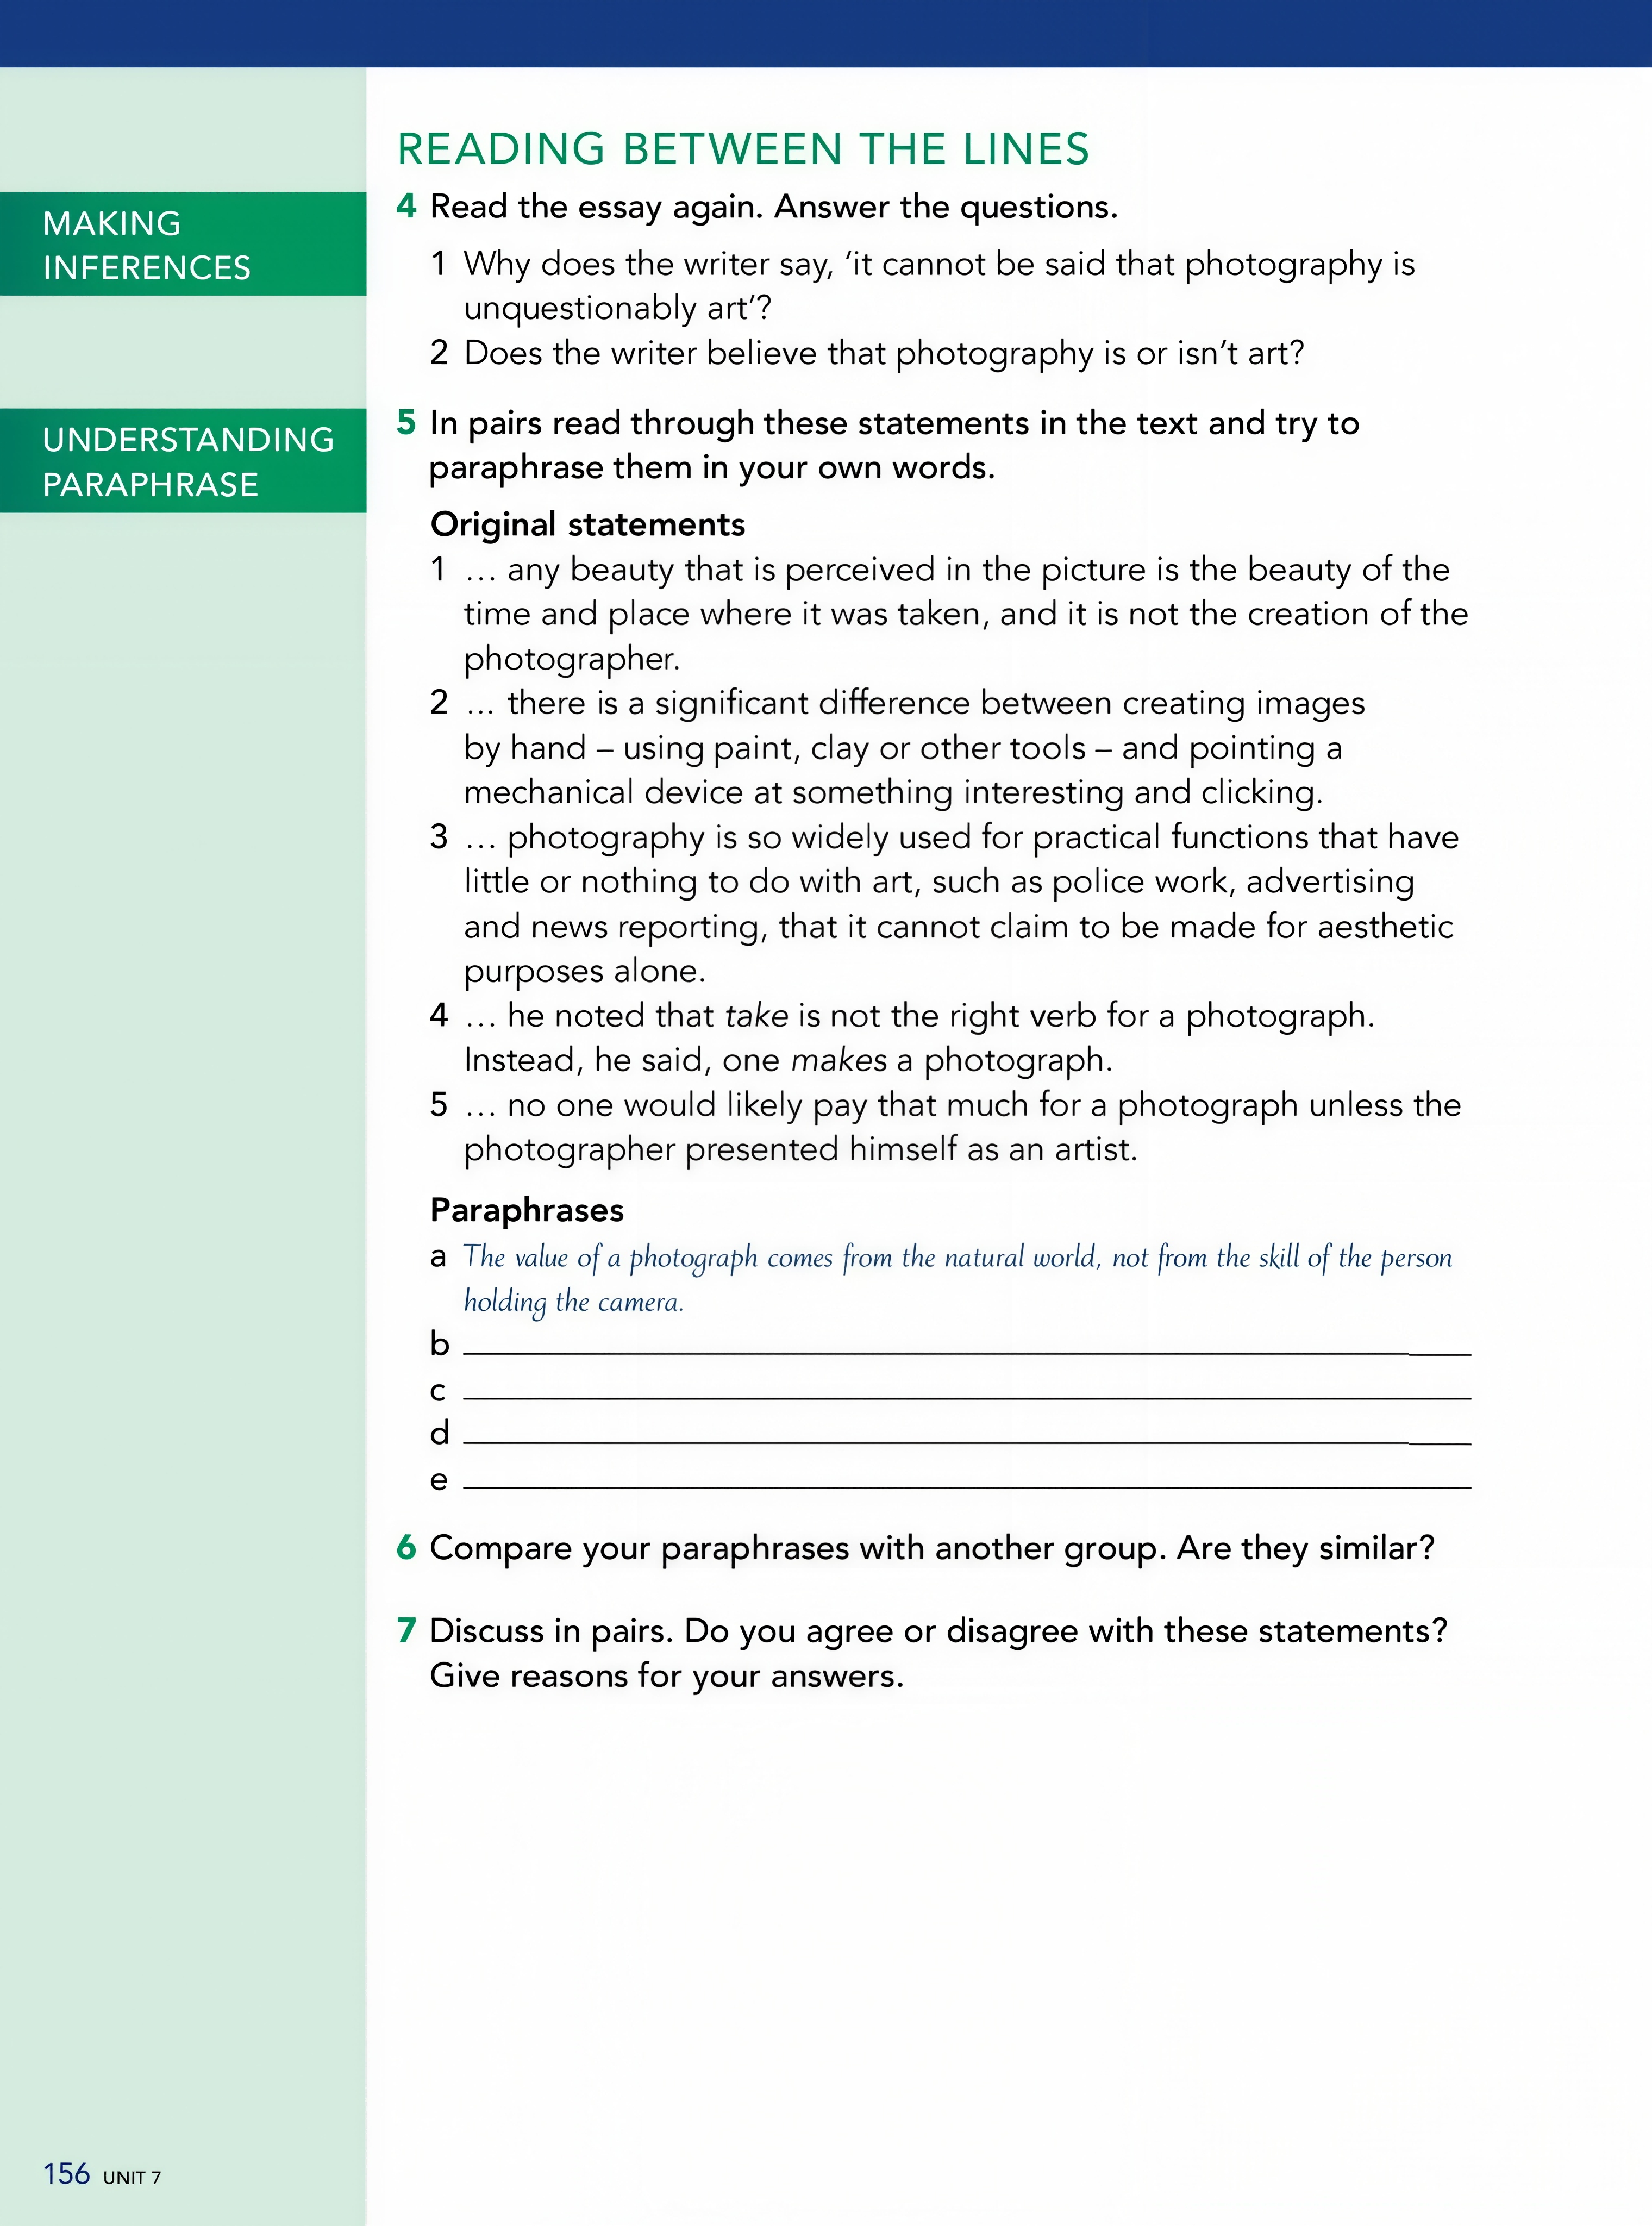 READING BETWEEN THE LINES
MAKING
INFERENCES
4 Read the essay again. Answer the questions.
1 Why does the writer say, ‘it cannot be said that photography is
unquestionably art’?
2 Does the writer believe that photography is or isn’t art?
UNDERSTANDING
PARAPHRASE
5 In pairs read through these statements in the text and try to
paraphrase them in your own words.
Original statements
1 … any beauty that is perceived in the picture is the beauty of the
time and place where it was taken, and it is not the creation of the
photographer.
2 … there is a significant difference between creating images
by hand – using paint, clay or other tools – and pointing a
mechanical device at something interesting and clicking.
3 … photography is so widely used for practical functions that have
little or nothing to do with art, such as police work, advertising
and news reporting, that it cannot claim to be made for aesthetic
purposes alone.
4 … he noted that take is not the right verb for a photograph.
Instead, he said, one makes a photograph.
5 … no one would likely pay that much for a photograph unless the
photographer presented himself as an artist.
Paraphrases
a The value of a photograph comes from the natural world, not from the skill of the person
holding the camera.
b
c
d
e
6 Compare your paraphrases with another group. Are they similar?
7 Discuss in pairs. Do you agree or disagree with these statements?
Give reasons for your answers.
156 UNIT 7